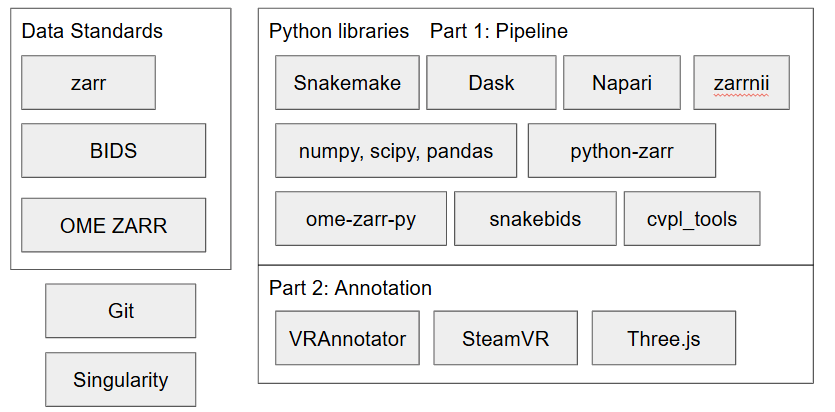 Data Standards
zarr
BIDS
OME ZARR
Git
Singularity
Python libraries Part 1: Pipeline
Snakemake
Dask
Napari
zarrnii
numpy, scipy, pandas
python-zarr
ome-zarr-py
snakebids
cvpl_tools
Part 2: Annotation
VRAnnotator
SteamVR
Three.js